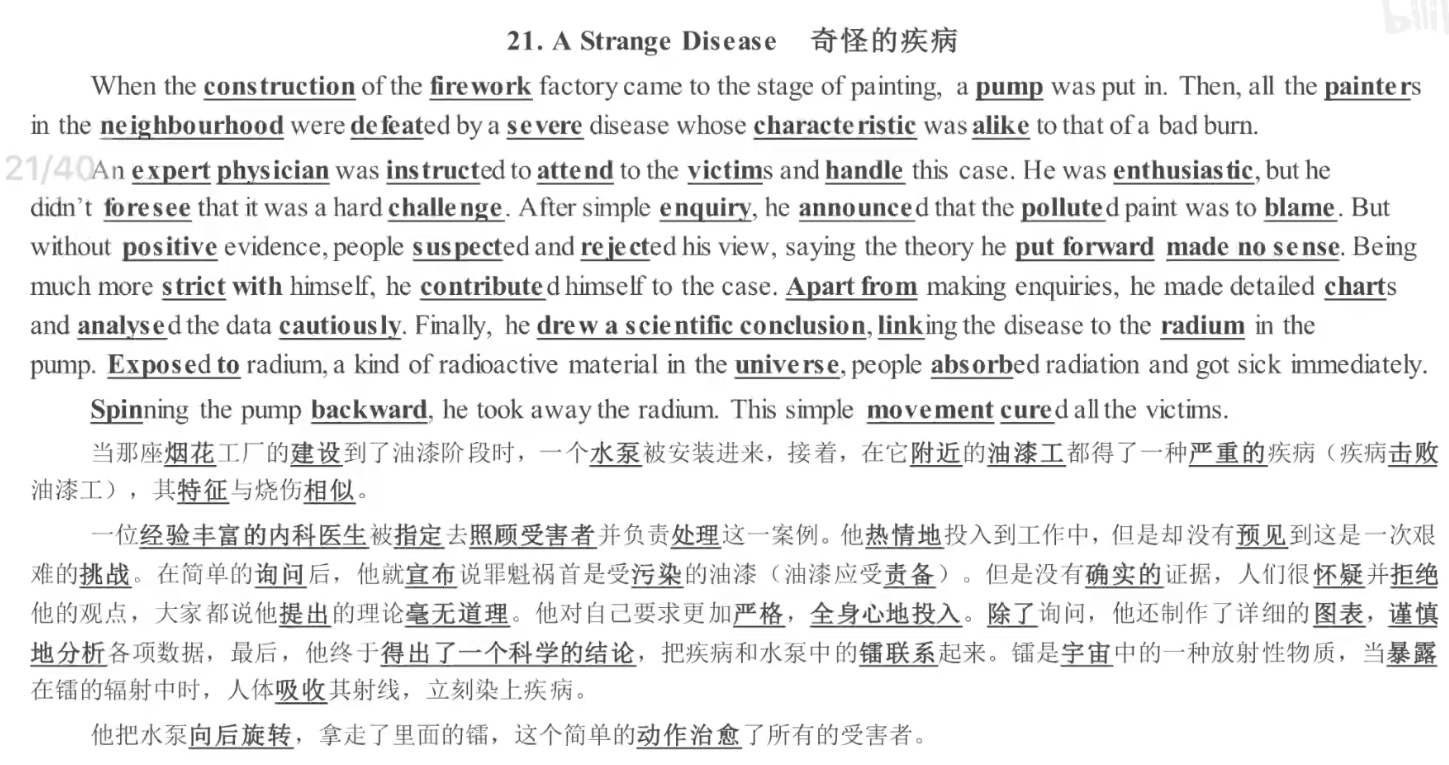 21. A Strange Disease 奇怪的疾病
When the construction of the firework factory came to the stage of painting, a pump was put in. Then, all the painters
in the neighbourhood were defeated by a severe disease whose characteristic was alike to that of a bad burn.
21/40
An expert physician was instructed to attend to the victims and handle this case. He was enthusiastic, but he
didn't foresee that it was a hard challenge. After simple enquiry, he announced that the polluted paint was to blame. But
without positive evidence, people suspected and rejected his view, saying the theory he put forward made no sense. Being
much more strict with himself, he contributed himself to the case. Apart from making enquiries, he made detailed charts
and analysed the data cautiously. Finally, he drew a scientific conclusion, linking the disease to the radium in the
pump. Exposed to radium, a kind of radioactive material in the universe, people absorbed radiation and got sick immediately.
Spinning the pump backward, he took away the radium. This simple movement cured all the victims.
当那座烟花工厂的建设到了油漆阶段时，一个水泵被安装进来，接着，在它附近的油漆工都得了一种严重的疾病（疾病击败
油漆工），其特征与烧伤相似。
一位经验丰富的内科医生被指定去照顾受害者并负责处理这一案例。他热情地投入到工作中，但是却没有预见到这是一次艰
难的挑战。在简单的询问后，他就宣布说罪魁祸首是受污染的油漆（油漆应受责备）。但是没有确实的证据，人们很怀疑并拒绝
他的观点，大家都说他提出的理论毫无道理。他对自己要求更加严格，全身心地投入。除了询问，他还制作了详细的图表，谨慎
地分析各项数据，最后，他终于得出了一个科学的结论，把疾病和水泵中的镭联系起来。镭是宇宙中的一种放射性物质，当暴露
在镭的辐射中时，人体吸收其射线，立刻染上疾病。
他把水泵向后旋转，拿走了里面的镭，这个简单的动作治愈了所有的受害者。